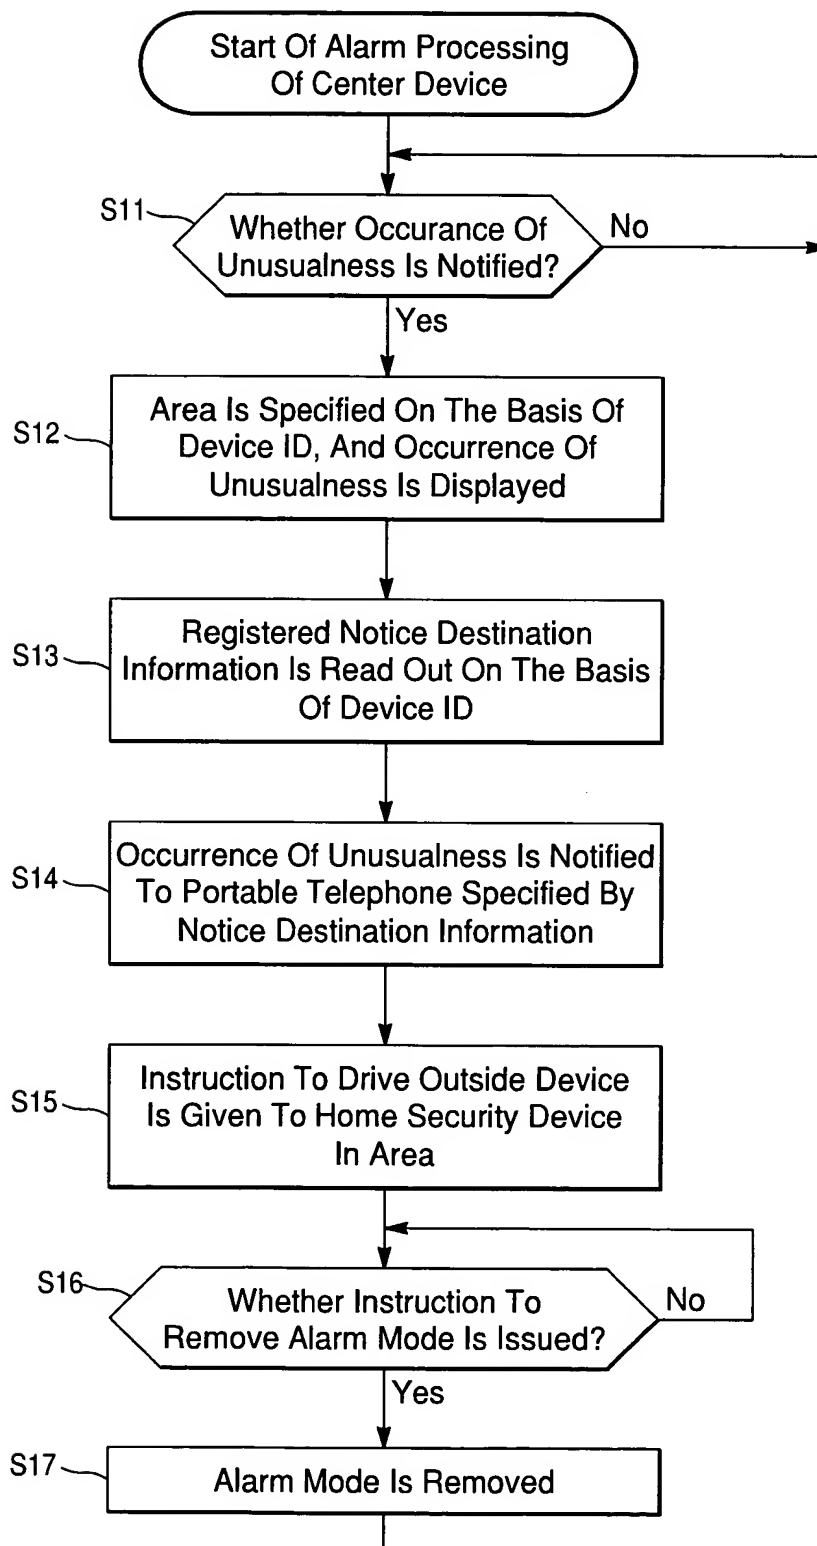 Start Of Alarm Processing
Of Center Device
S11
Whether Occurance Of
Unusualness Is Notified?
No
Yes
S12
Area Is Specified On The Basis Of
Device ID, And Occurrence Of
Unusualness Is Displayed
S13
Registered Notice Destination
Information Is Read Out On The Basis
Of Device ID
S14
Occurrence Of Unusualness Is Notified
To Portable Telephone Specified By
Notice Destination Information
S15
Instruction To Drive Outside Device
Is Given To Home Security Device
In Area
S16
Whether Instruction To
Remove Alarm Mode Is Issued?
No
Yes
S17
Alarm Mode Is Removed